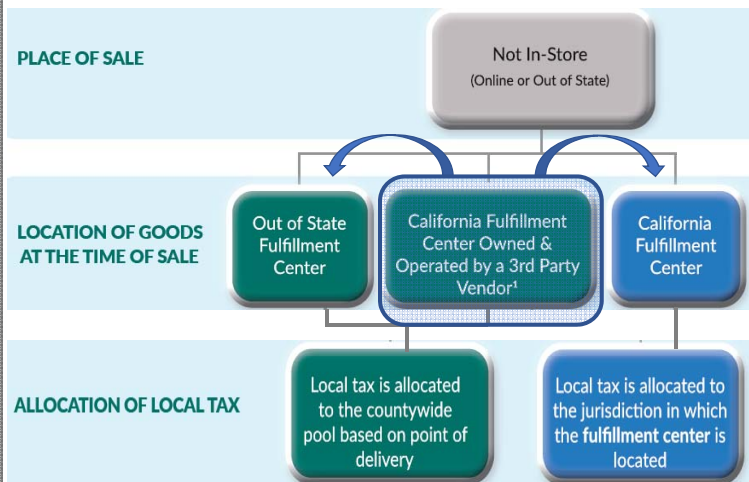 PLACE OF SALE
Not In-Store
(Online or Out of State)
LOCATION OF GOODS
AT THE TIME OF SALE
Out of State
Fulfillment
Center
California Fulfillment
Center Owned &
Operated by a 3rd Party
Vendor¹
California
Fulfillment
Center
ALLOCATION OF LOCAL TAX
Local tax is allocated
to the countywide
pool based on point of
delivery
Local tax is allocated to
the jurisdiction in which
the fulfillment center is
located